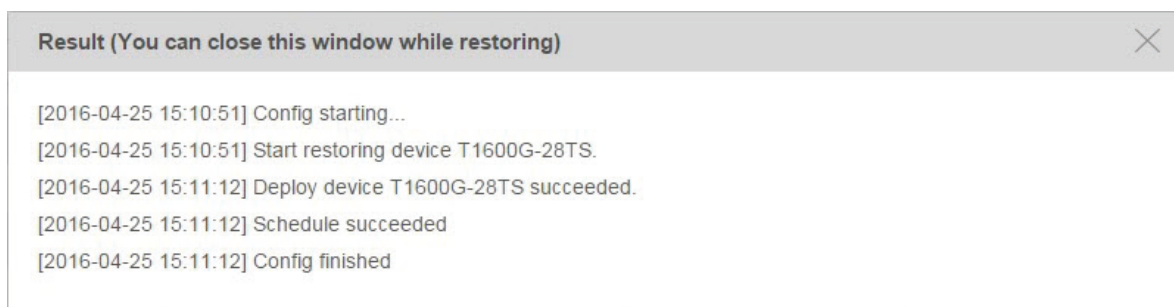 Result (You can close this window while restoring)
[2016-04-25 15:10:51] Config starting...
[2016-04-25 15:10:51] Start restoring device T1600G-28TS.
[2016-04-25 15:11:12] Deploy device T1600G-28TS succeeded.
[2016-04-25 15:11:12] Schedule succeeded
[2016-04-25 15:11:12] Config finished